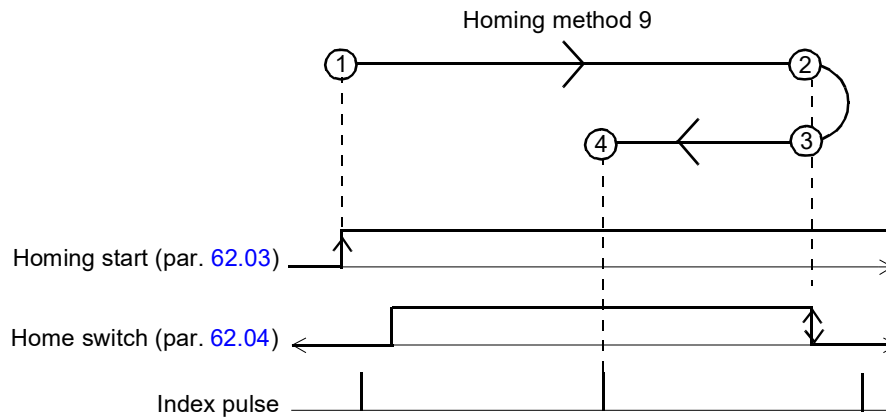 Homing method 9
1
2
4
3
Homing start (par. 62.03)
Home switch (par. 62.04)
Index pulse